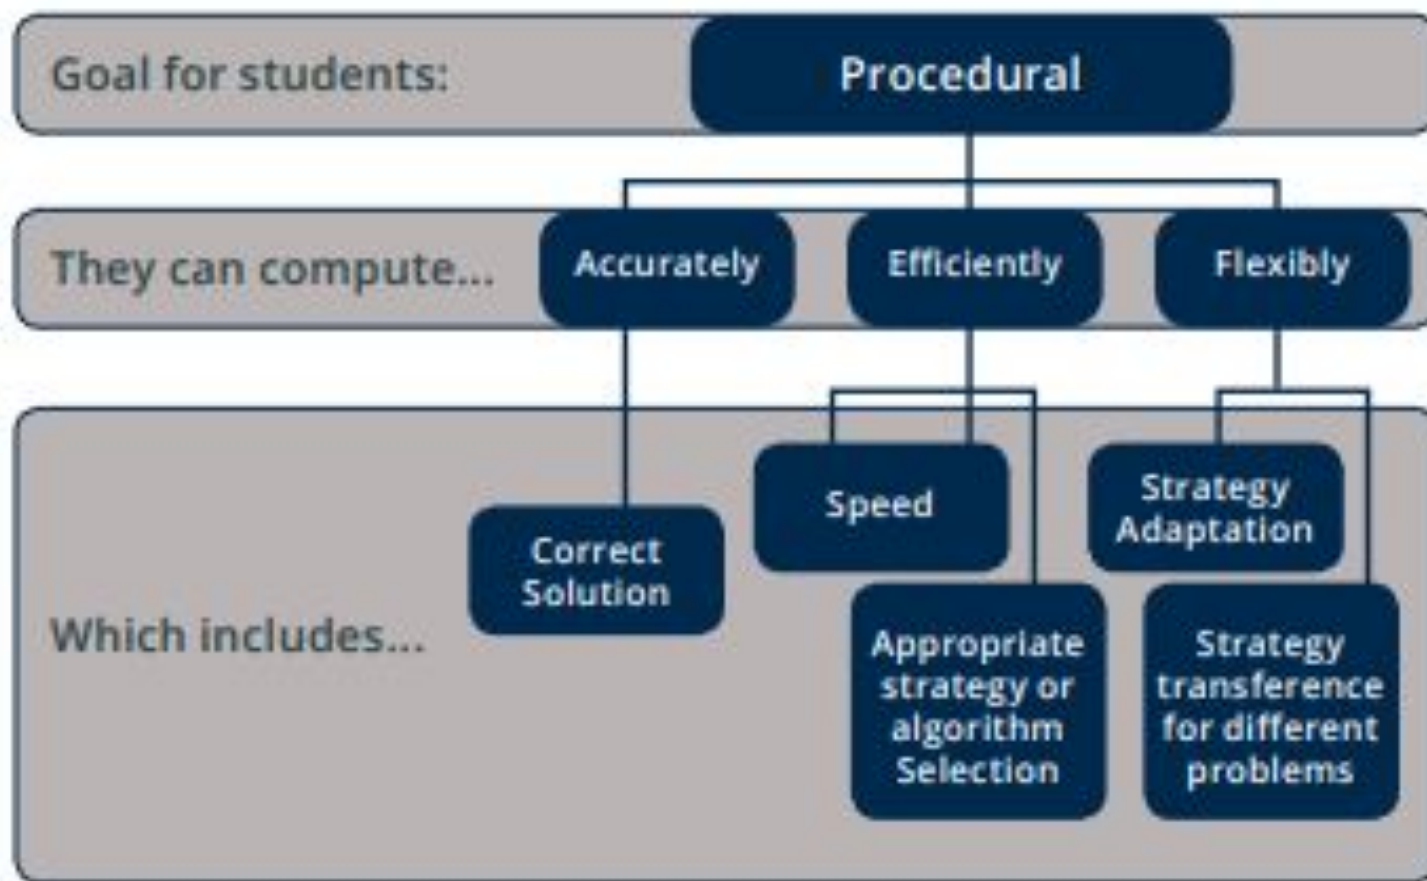 Goal for students:
Procedural
They can compute...
Accurately
Efficiently
Flexibly
Which includes...
Correct
Solution
Speed
Appropriate
strategy or
algorithm
Selection
Strategy
Adaptation
Strategy
transference
for different
problems